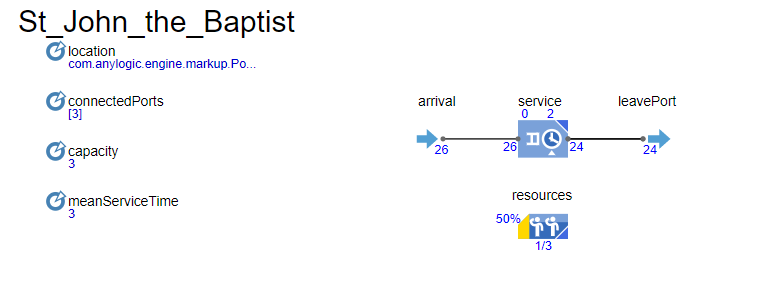 St_John_the_Baptist
location
com.anylogic.engine.markup.Po...
connectedPorts
[3]
capacity
3
meanServiceTime
3
arrival
service
leavePort
0 2
26
26
24
24
resources
50%
1/3